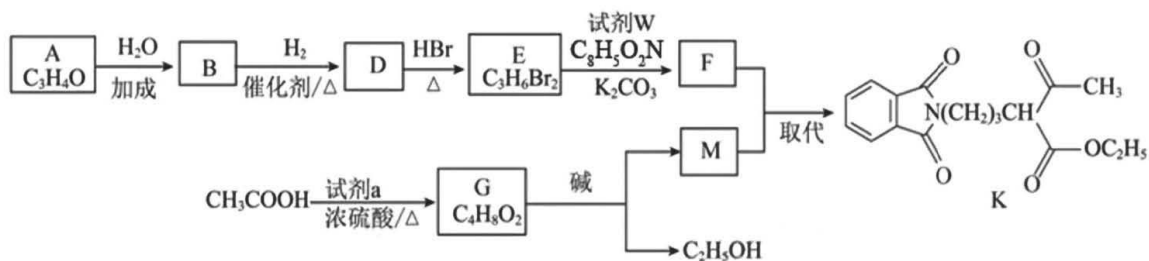 A
C₃H₄O
H₂O
加成
B
H₂
催化剂/△
D
HBr
△
E
C₃H₆Br₂
试剂W
C₈H₅O₂N
K₂CO₃
F
M
取代
CH₃COOH
试剂a
浓硫酸/△
G
C₄H₈O₂
碱
C₂H₅OH
O
O
N(CH₂)₃CH
CH₃
OC₂H₅
O
O
K